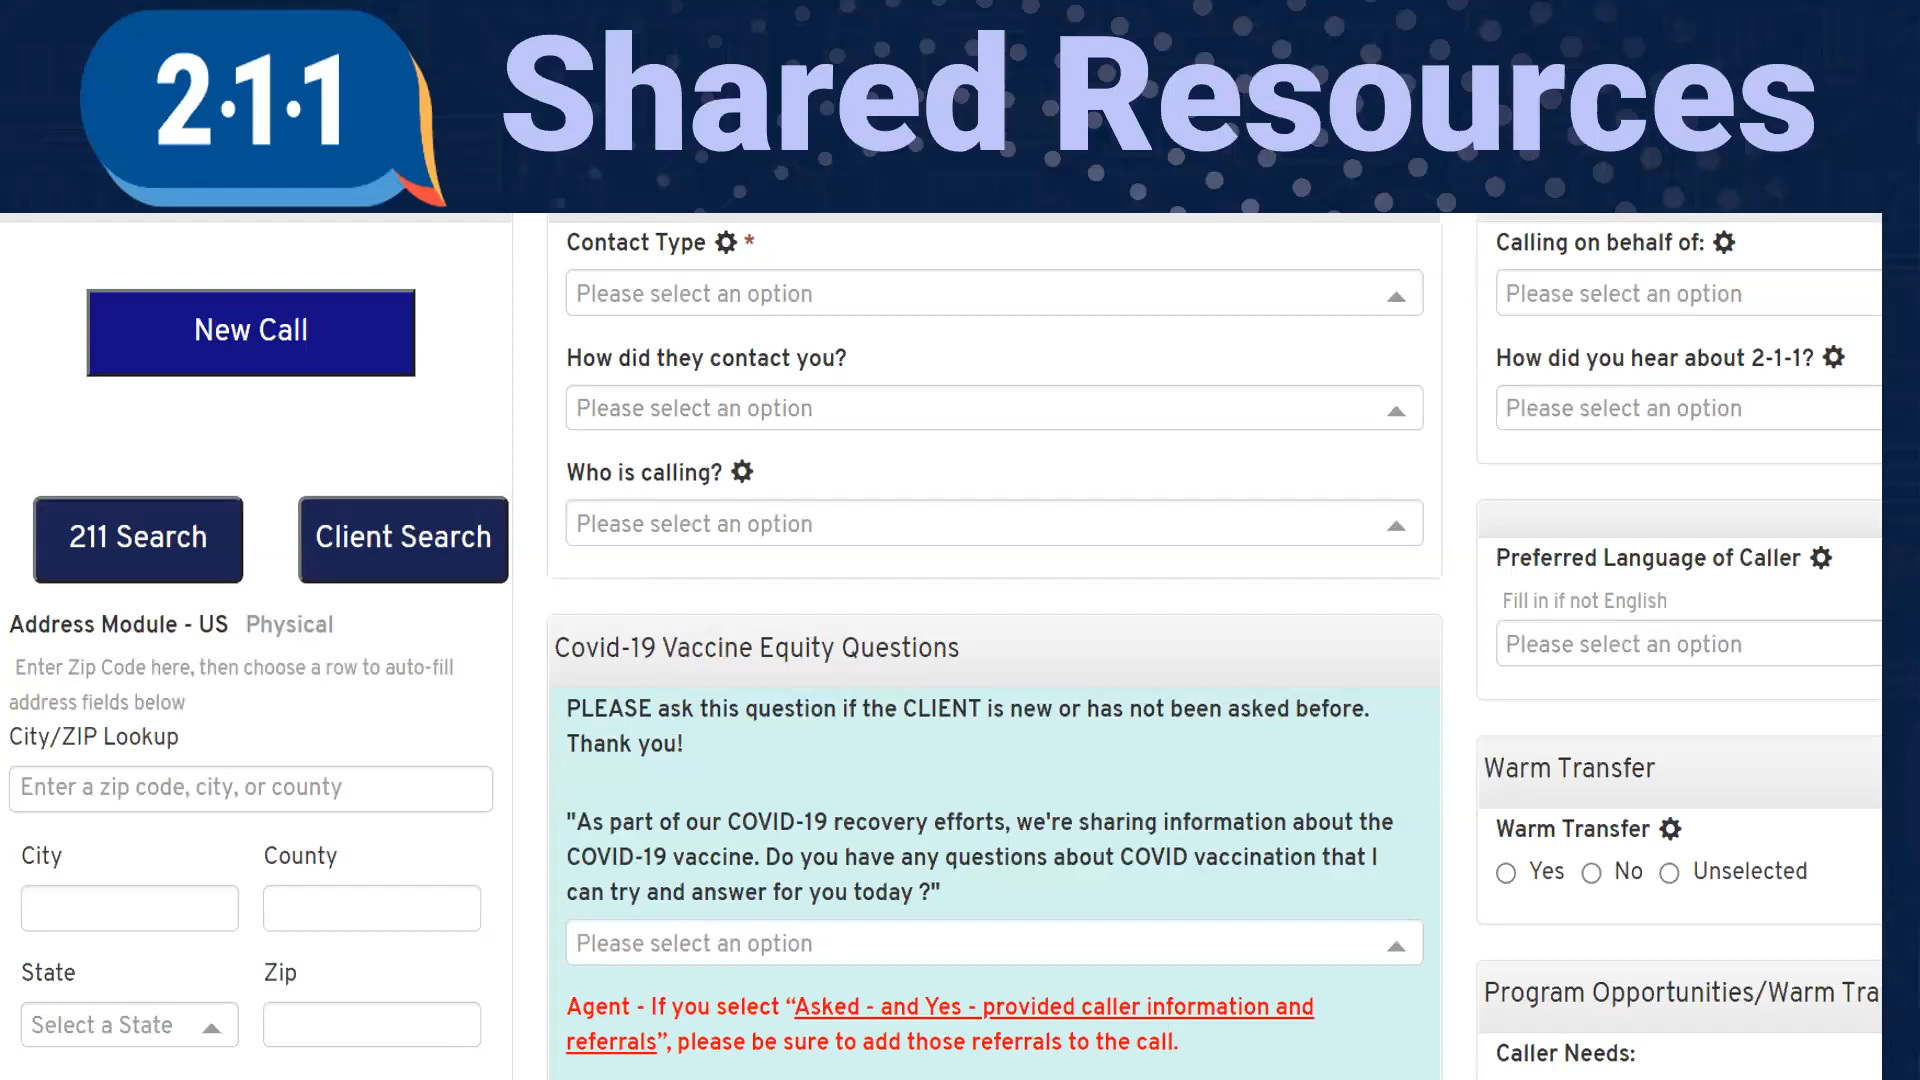 2·1·1
Shared Resources
New Call
211 Search
Client Search
Address Module - US Physical
Enter Zip Code here, then choose a row to auto-fill
address fields below
City/ZIP Lookup
Enter a zip code, city, or county
City
County
State
Zip
Select a State
Contact Type *
Please select an option
How did they contact you?
Please select an option
Who is calling?
Please select an option
Covid-19 Vaccine Equity Questions
PLEASE ask this question if the CLIENT is new or has not been asked before.
Thank you!
"As part of our COVID-19 recovery efforts, we're sharing information about the
COVID-19 vaccine. Do you have any questions about COVID vaccination that I
can try and answer for you today ?"
Please select an option
Agent - If you select “Asked - and Yes - provided caller information and
referrals”, please be sure to add those referrals to the call.
Calling on behalf of:
Please select an option
How did you hear about 2-1-1?
Please select an option
Preferred Language of Caller
Fill in if not English
Please select an option
Warm Transfer
Warm Transfer
Yes No Unselected
Program Opportunities/Warm Tra
Caller Needs: